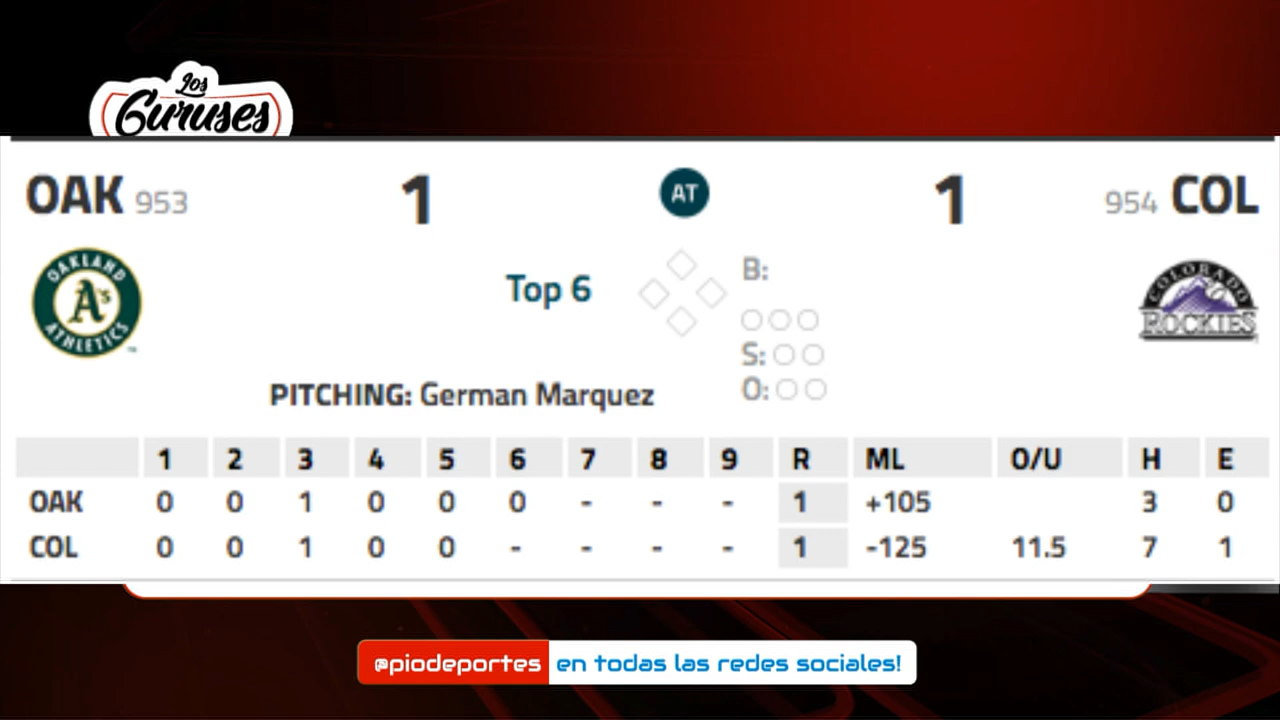 Los
Guruses
OAK 953 1 AT 1 954 COL
OAKLAND
A's
ATHLETICS
TM
Top 6
B:
S:
O:
COLORADO
ROCKIES
PITCHING: German Marquez
1 2 3 4 5 6 7 8 9 R ML O/U H E
OAK 0 0 1 0 0 0 - - - 1 +105 3 0
COL 0 0 1 0 0 - - - - 1 -125 11.5 7 1
@piodeportes en todas las redes sociales!